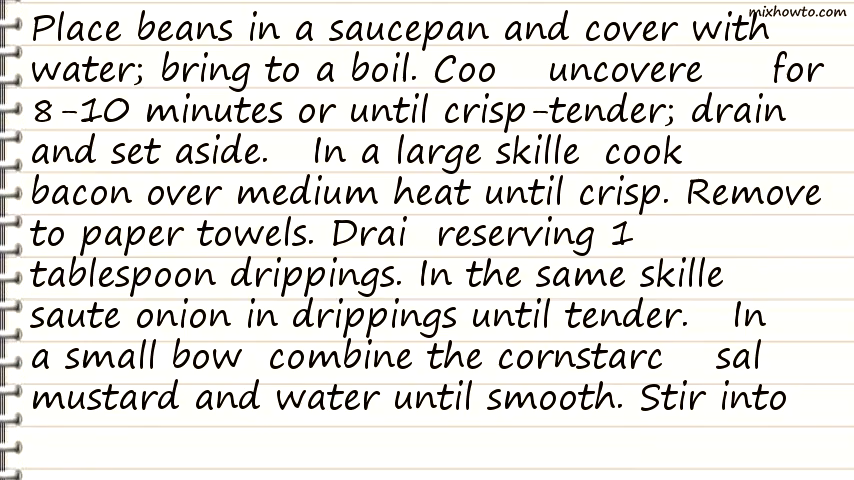 mixhowto.com
Place beans in a saucepan and cover with
water; bring to a boil. Coo uncovere for
8-10 minutes or until crisp-tender; drain
and set aside. In a large skille cook
bacon over medium heat until crisp. Remove
to paper towels. Drai reserving 1
tablespoon drippings. In the same skille
saute onion in drippings until tender. In
a small bow combine the cornstarc sal
mustard and water until smooth. Stir into